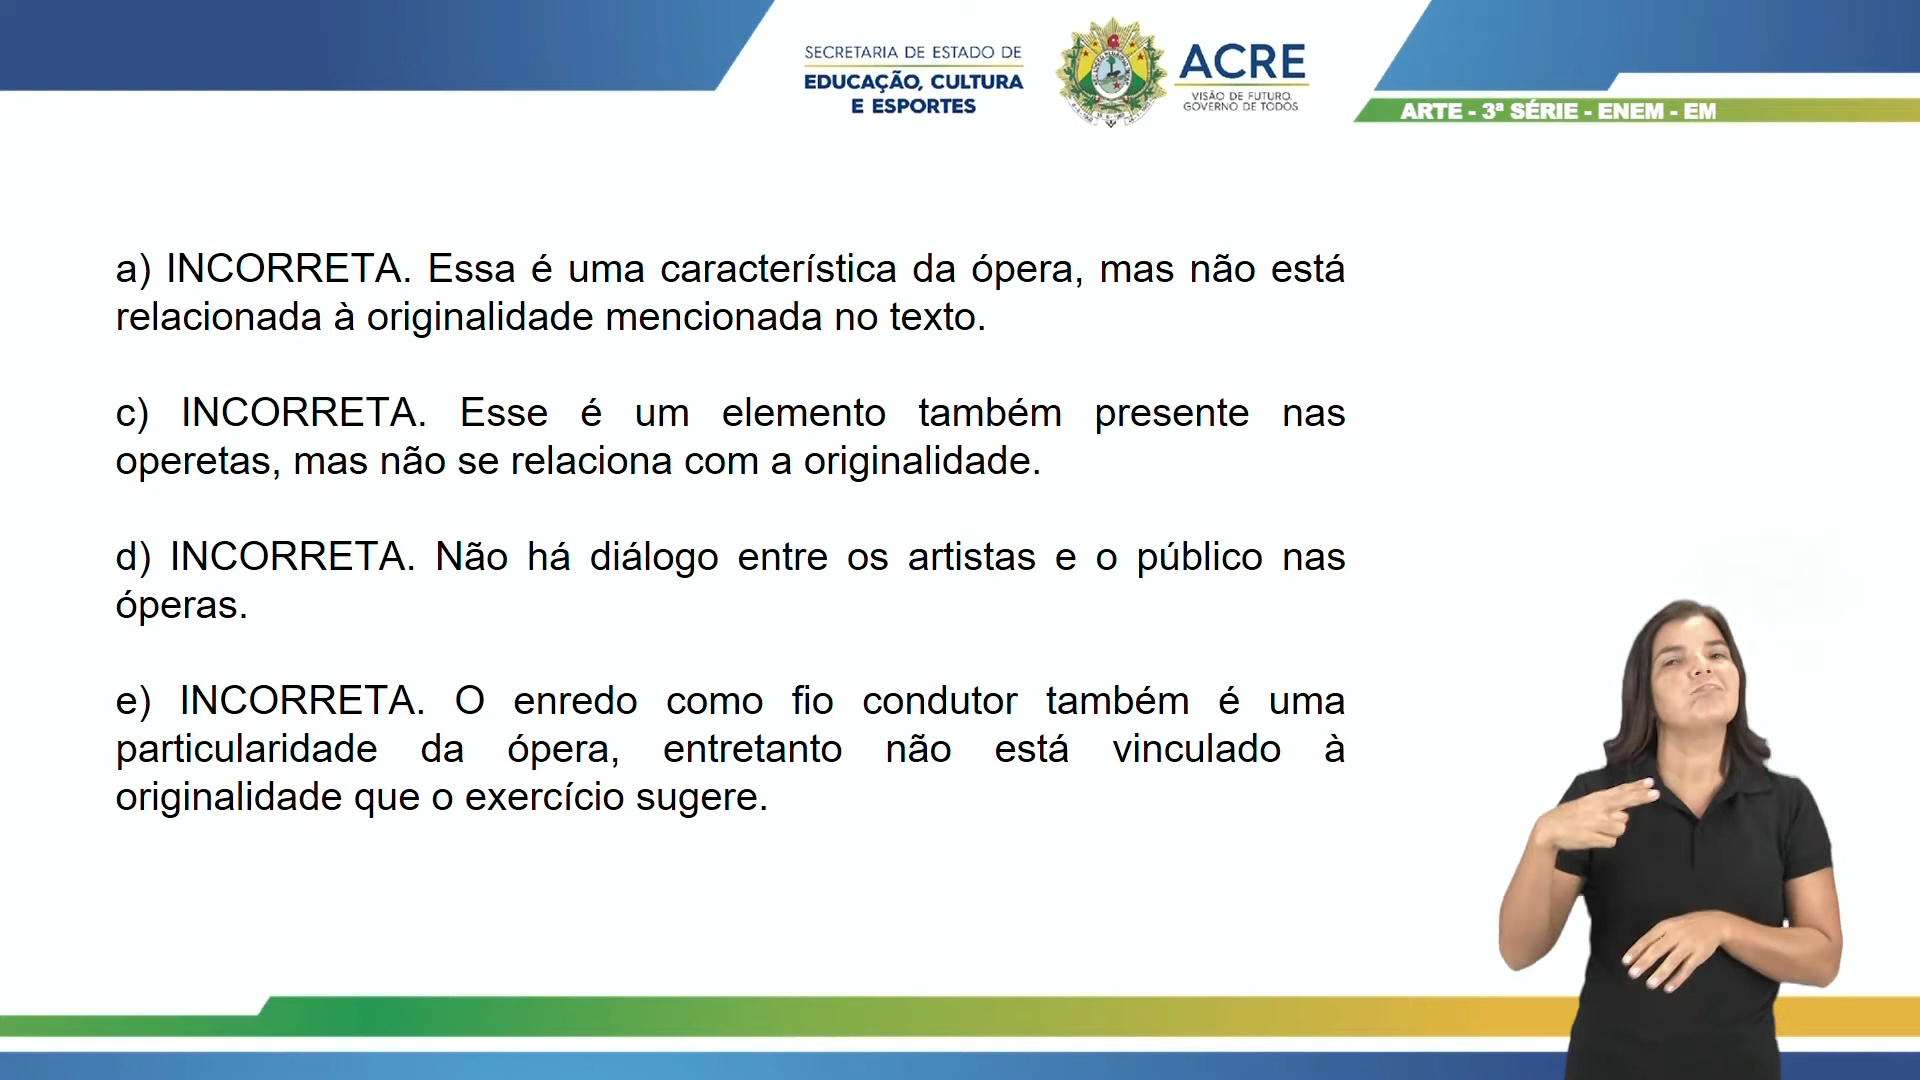 SECRETARIA DE ESTADO DE
EDUCAÇÃO, CULTURA
E ESPORTES
ACRE
VISÃO DE FUTURO.
GOVERNO DE TODOS
ARTE - 3ª SÉRIE - ENEM - EM
a) INCORRETA. Essa é uma característica da ópera, mas não está
relacionada à originalidade mencionada no texto.
c) INCORRETA. Esse é um elemento também presente nas
operetas, mas não se relaciona com a originalidade.
d) INCORRETA. Não há diálogo entre os artistas e o público nas
óperas.
e) INCORRETA. O enredo como fio condutor também é uma
particularidade da ópera, entretanto não está vinculado à
originalidade que o exercício sugere.